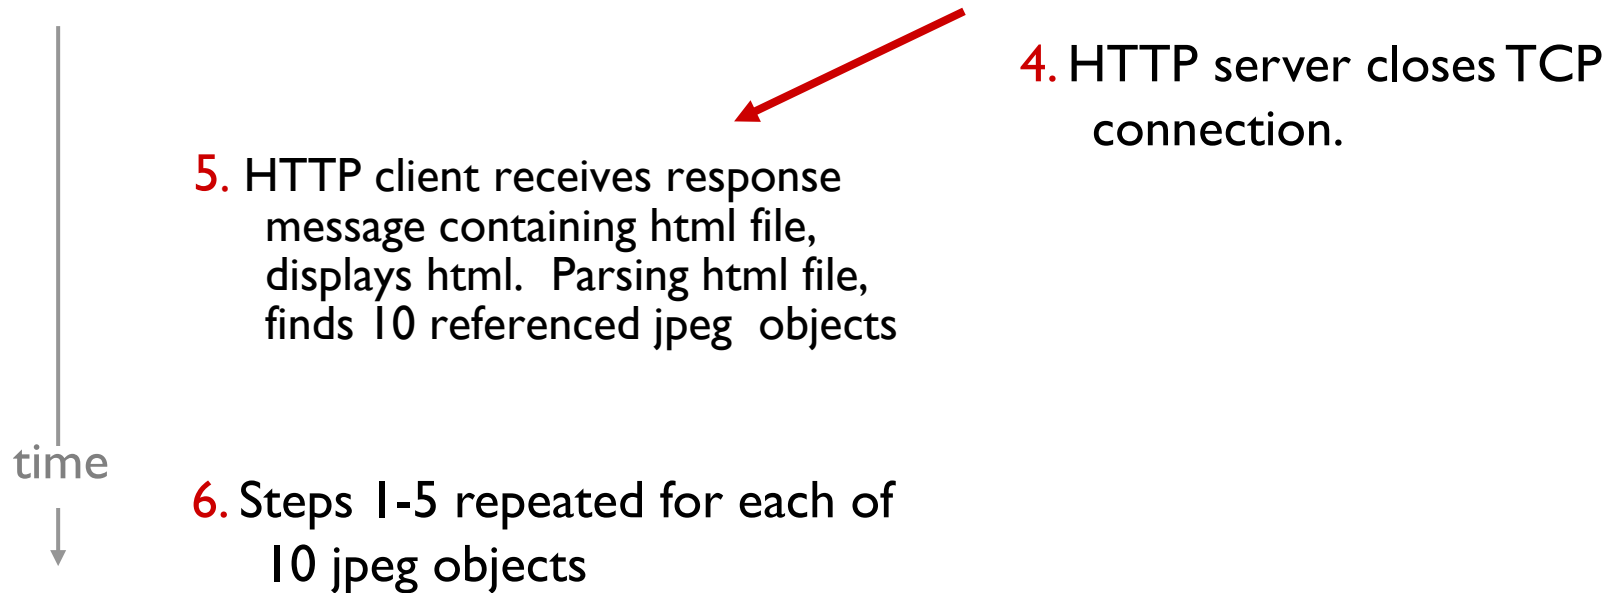 4. HTTP server closes TCP
connection.
5. HTTP client receives response
message containing html file,
displays html.  Parsing html file,
finds 10 referenced jpeg  objects
time
6. Steps 1-5 repeated for each of
10 jpeg objects